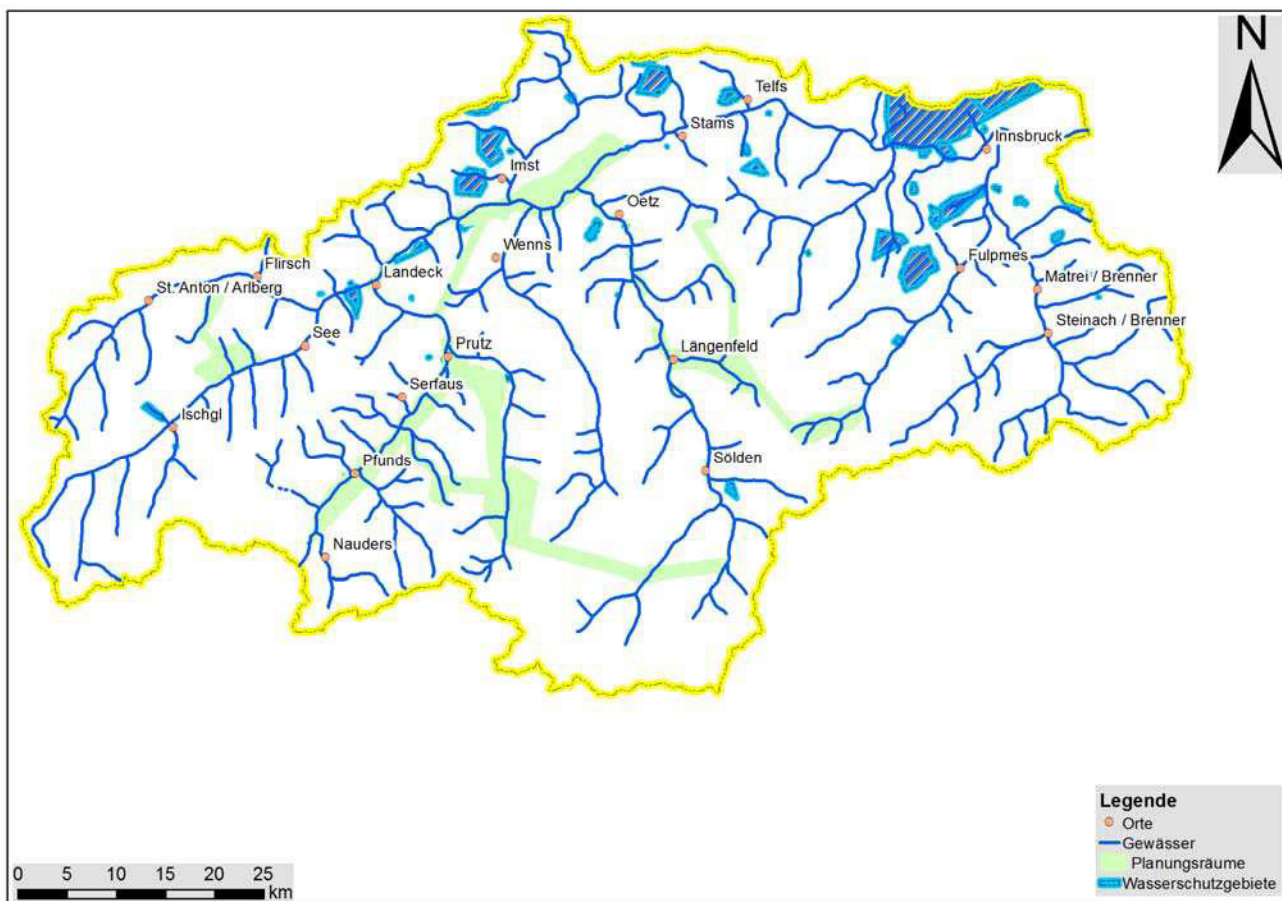 N
Telfs
Stams
Innsbruck
Imst
Oetz
Wenns
Fulpmes
Flirsch
Landeck
Matrei / Brenner
St. Anton / Arlberg
Steinach / Brenner
See
Prutz
Längenfeld
Serfaus
Ischgl
Pfunds
Sölden
Nauders
Legende
Orte
Gewässer
Planungsräume
Wasserschutzgebiete
0 5 10 15 20 25
km